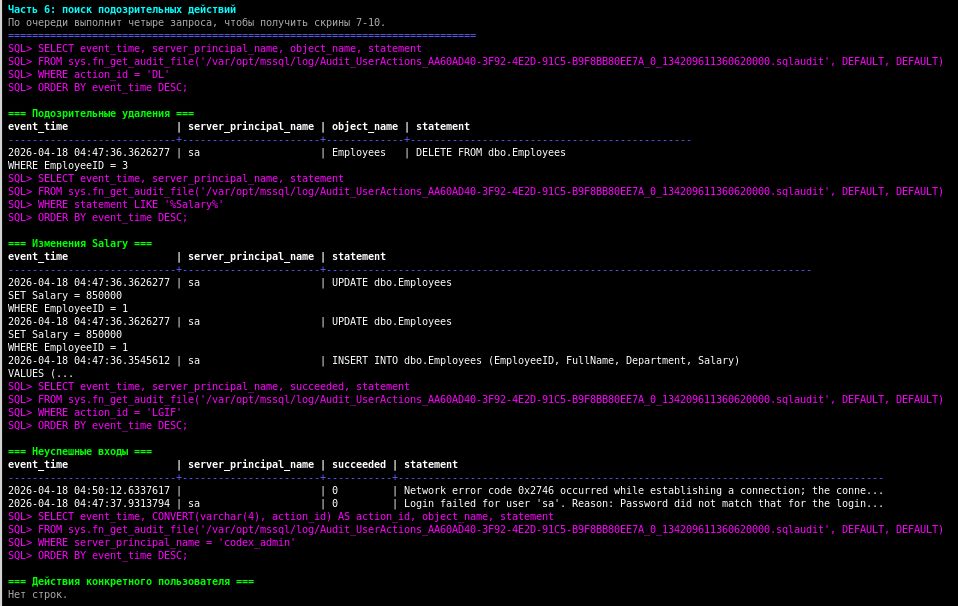 Часть 6: поиск подозрительных действий
По очереди выполнит четыре запроса, чтобы получить скрины 7-10.
==============================================================================
SQL> SELECT event_time, server_principal_name, object_name, statement
SQL> FROM sys.fn_get_audit_file('/var/opt/mssql/log/Audit_UserActions_AA60AD40-3F92-4E2D-91C5-B9F8BB80EE7A_0_134209611360620000.sqlaudit', DEFAULT, DEFAULT)
SQL> WHERE action_id = 'DL'
SQL> ORDER BY event_time DESC;
=== Подозрительные удаления ===
event_time                  | server_principal_name | object_name | statement
----------------------------+-----------------------+-------------+-----------------------------------------------
2026-04-18 04:47:36.3626277 | sa                    | Employees   | DELETE FROM dbo.Employees
WHERE EmployeeID = 3
SQL> SELECT event_time, server_principal_name, statement
SQL> FROM sys.fn_get_audit_file('/var/opt/mssql/log/Audit_UserActions_AA60AD40-3F92-4E2D-91C5-B9F8BB80EE7A_0_134209611360620000.sqlaudit', DEFAULT, DEFAULT)
SQL> WHERE statement LIKE '%Salary%'
SQL> ORDER BY event_time DESC;
=== Изменения Salary ===
event_time                  | server_principal_name | statement
----------------------------+-----------------------+---------------------------------------------------------------------------------
2026-04-18 04:47:36.3626277 | sa                    | UPDATE dbo.Employees
SET Salary = 850000
WHERE EmployeeID = 1
2026-04-18 04:47:36.3626277 | sa                    | UPDATE dbo.Employees
SET Salary = 850000
WHERE EmployeeID = 1
2026-04-18 04:47:36.3545612 | sa                    | INSERT INTO dbo.Employees (EmployeeID, FullName, Department, Salary)
VALUES (...
SQL> SELECT event_time, server_principal_name, succeeded, statement
SQL> FROM sys.fn_get_audit_file('/var/opt/mssql/log/Audit_UserActions_AA60AD40-3F92-4E2D-91C5-B9F8BB80EE7A_0_134209611360620000.sqlaudit', DEFAULT, DEFAULT)
SQL> WHERE action_id = 'LGIF'
SQL> ORDER BY event_time DESC;
=== Неуспешные входы ===
event_time                  | server_principal_name | succeeded | statement
----------------------------+-----------------------+-----------+---------------------------------------------------------------------------------
2026-04-18 04:50:12.6337617 |                       | 0         | Network error code 0x2746 occurred while establishing a connection; the conne...
2026-04-18 04:47:37.9313794 | sa                    | 0         | Login failed for user 'sa'. Reason: Password did not match that for the login...
SQL> SELECT event_time, CONVERT(varchar(4), action_id) AS action_id, object_name, statement
SQL> FROM sys.fn_get_audit_file('/var/opt/mssql/log/Audit_UserActions_AA60AD40-3F92-4E2D-91C5-B9F8BB80EE7A_0_134209611360620000.sqlaudit', DEFAULT, DEFAULT)
SQL> WHERE server_principal_name = 'codex_admin'
SQL> ORDER BY event_time DESC;
=== Действия конкретного пользователя ===
Нет строк.